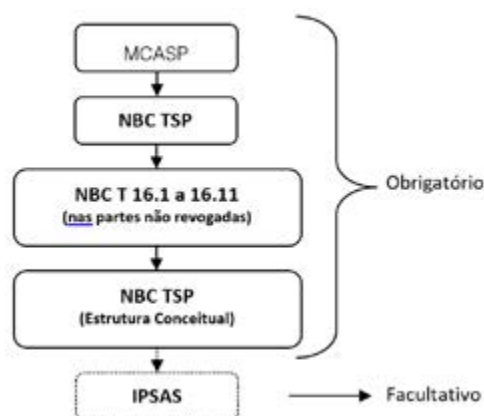 MCASP
NBC TSP
NBC T 16.1 a 16.11
(nas partes não revogadas)
Obrigatório
NBC TSP
(Estrutura Conceitual)
IPSAS
Facultativo